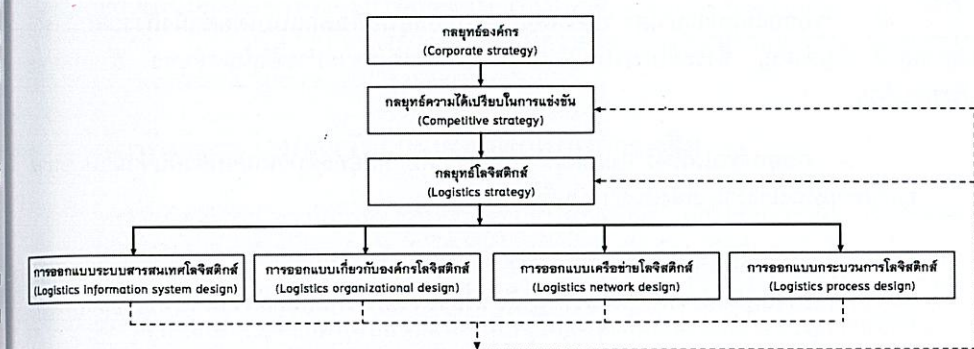 กลยุทธ์องค์กร
(Corporate strategy)
กลยุทธ์ความได้เปรียบในการแข่งขัน
(Competitive strategy)
กลยุทธ์โลจิสติกส์
(Logistics strategy)
การออกแบบระบบสารสนเทศโลจิสติกส์
(Logistics information system design)
การออกแบบเกี่ยวกับองค์กรโลจิสติกส์
(Logistics organizational design)
การออกแบบเครือข่ายโลจิสติกส์
(Logistics network design)
การออกแบบกระบวนการโลจิสติกส์
(Logistics process design)